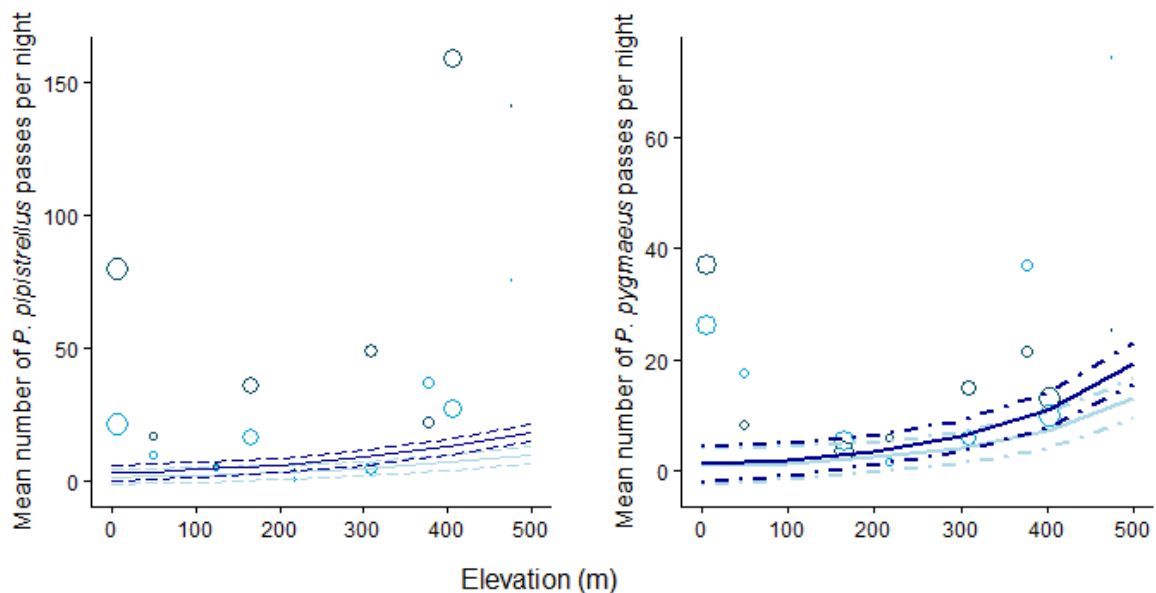 Mean number of P. pipistrellus passes per night
150
100
50
0
0 100 200 300 400 500
Mean number of P. pygmaeus passes per night
60
40
20
0
0 100 200 300 400 500
Elevation (m)